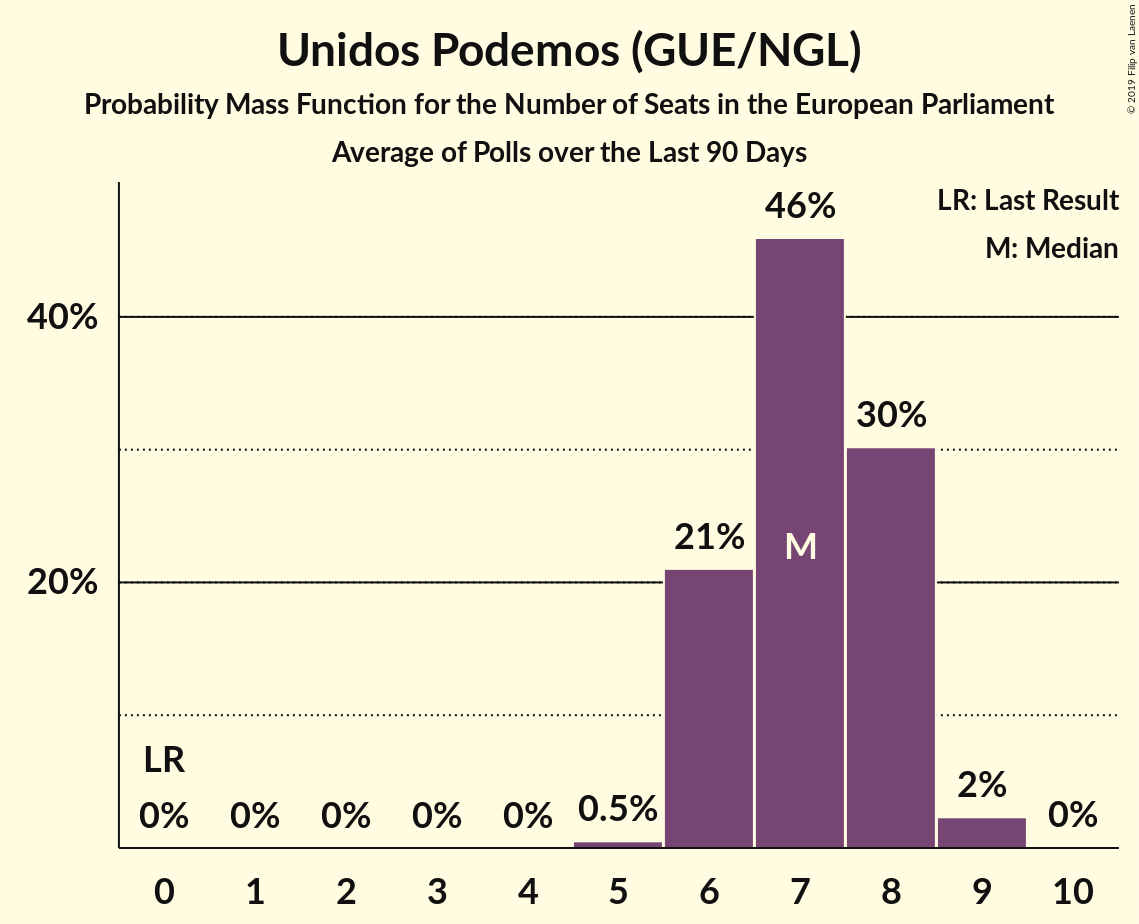 Unidos Podemos (GUE/NGL)
Probability Mass Function for the Number of Seats in the European Parliament
Average of Polls over the Last 90 Days
© 2019 Filip van Laenen
LR: Last Result
M: Median
46%
40%
30%
21%
M
20%
LR
0% 0% 0% 0% 0% 0.5% 2% 0%
0 1 2 3 4 5 6 7 8 9 10